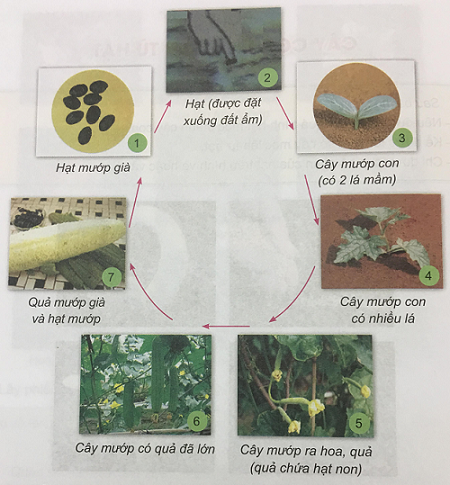 1
Hạt mướp già
2
Hạt (được đặt
xuống đất ẩm)
3
Cây mướp con
(có 2 lá mầm)
4
Cây mướp con
có nhiều lá
5
Cây mướp ra hoa, quả
(quả chứa hạt non)
6
Cây mướp có quả đã lớn
7
Quả mướp già
và hạt mướp